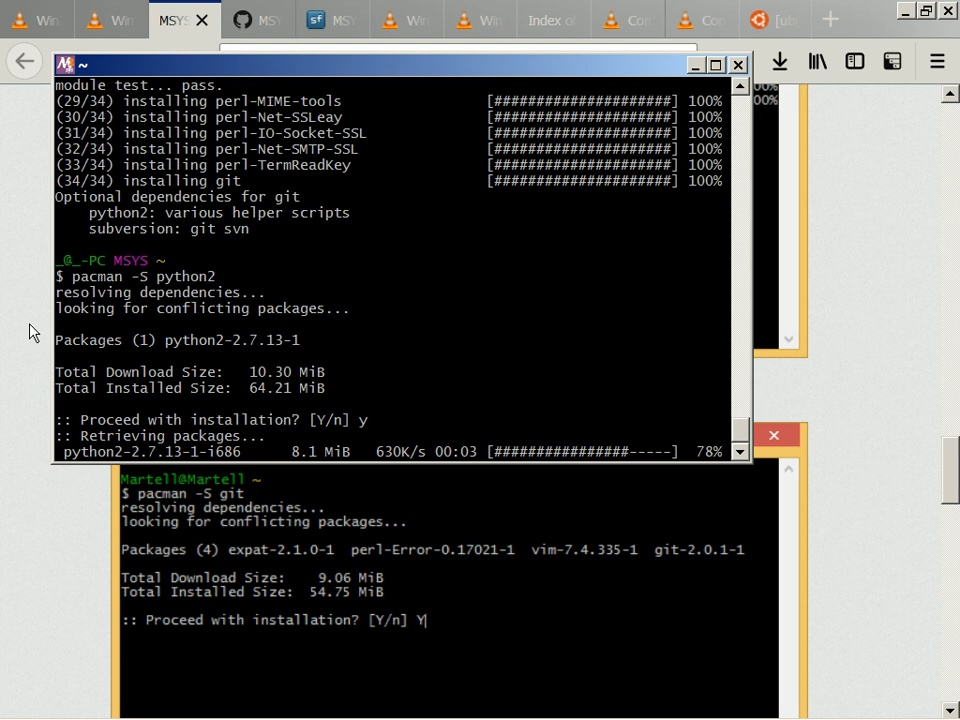 Win
Win
MSYS
MS
MSY
Win
Win
Index of
Com
Com
[ubu
~
module test... pass.
(29/34) installing perl-MIME-tools [#####################] 100%
(30/34) installing perl-Net-SSLeay [#####################] 100%
(31/34) installing perl-IO-Socket-SSL [#####################] 100%
(32/34) installing perl-Net-SMTP-SSL [#####################] 100%
(33/34) installing perl-TermReadKey [#####################] 100%
(34/34) installing git [#####################] 100%
Optional dependencies for git
python2: various helper scripts
subversion: git svn
_@_-PC MSYS ~
$ pacman -S python2
resolving dependencies...
looking for conflicting packages...
Packages (1) python2-2.7.13-1
Total Download Size: 10.30 MiB
Total Installed Size: 64.21 MiB
:: Proceed with installation? [Y/n] y
:: Retrieving packages...
python2-2.7.13-1-i686 8.1 MiB 630K/s 00:03 [################-----] 78%
Martell@Martell ~
$ pacman -S git
resolving dependencies...
looking for conflicting packages...
Packages (4) expat-2.1.0-1 perl-Error-0.17021-1 vim-7.4.335-1 git-2.0.1-1
Total Download Size: 9.06 MiB
Total Installed Size: 54.75 MiB
:: Proceed with installation? [Y/n] Y